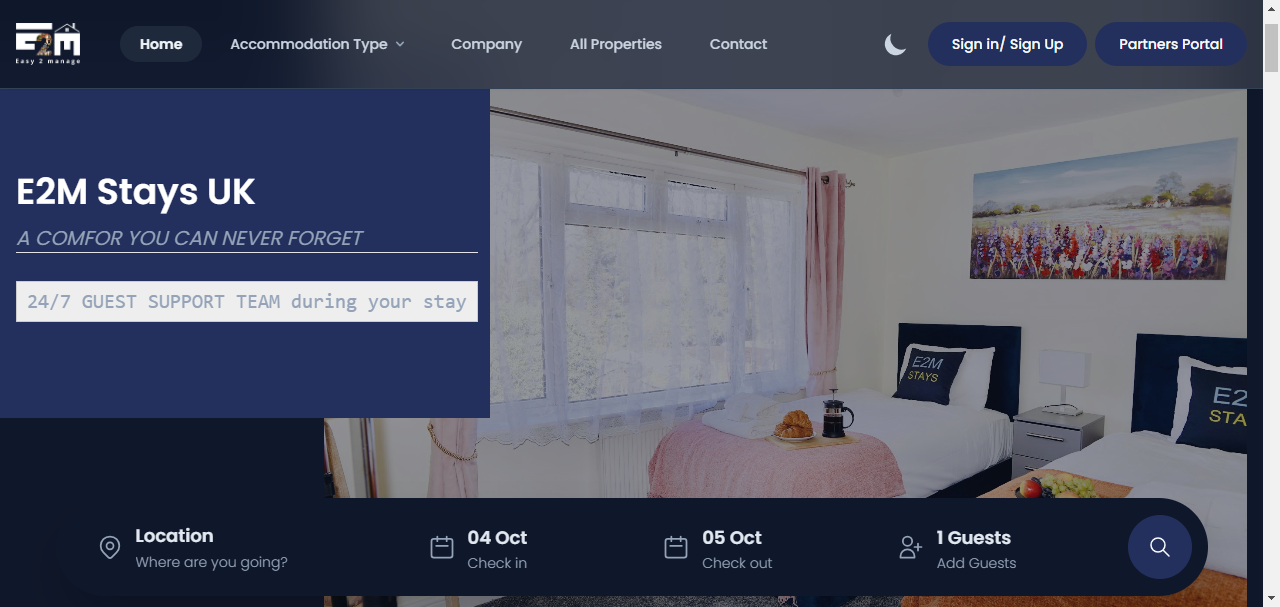 E2M
Easy 2 manage
Home
Accommodation Type
Company
All Properties
Contact
Sign in/ Sign Up
Partners Portal
E2M Stays UK
A COMFOR YOU CAN NEVER FORGET
24/7 GUEST SUPPORT TEAM during your stay
E2M
STAYS
E2
STA
Location
Where are you going?
04 Oct
Check in
05 Oct
Check out
1 Guests
Add Guests